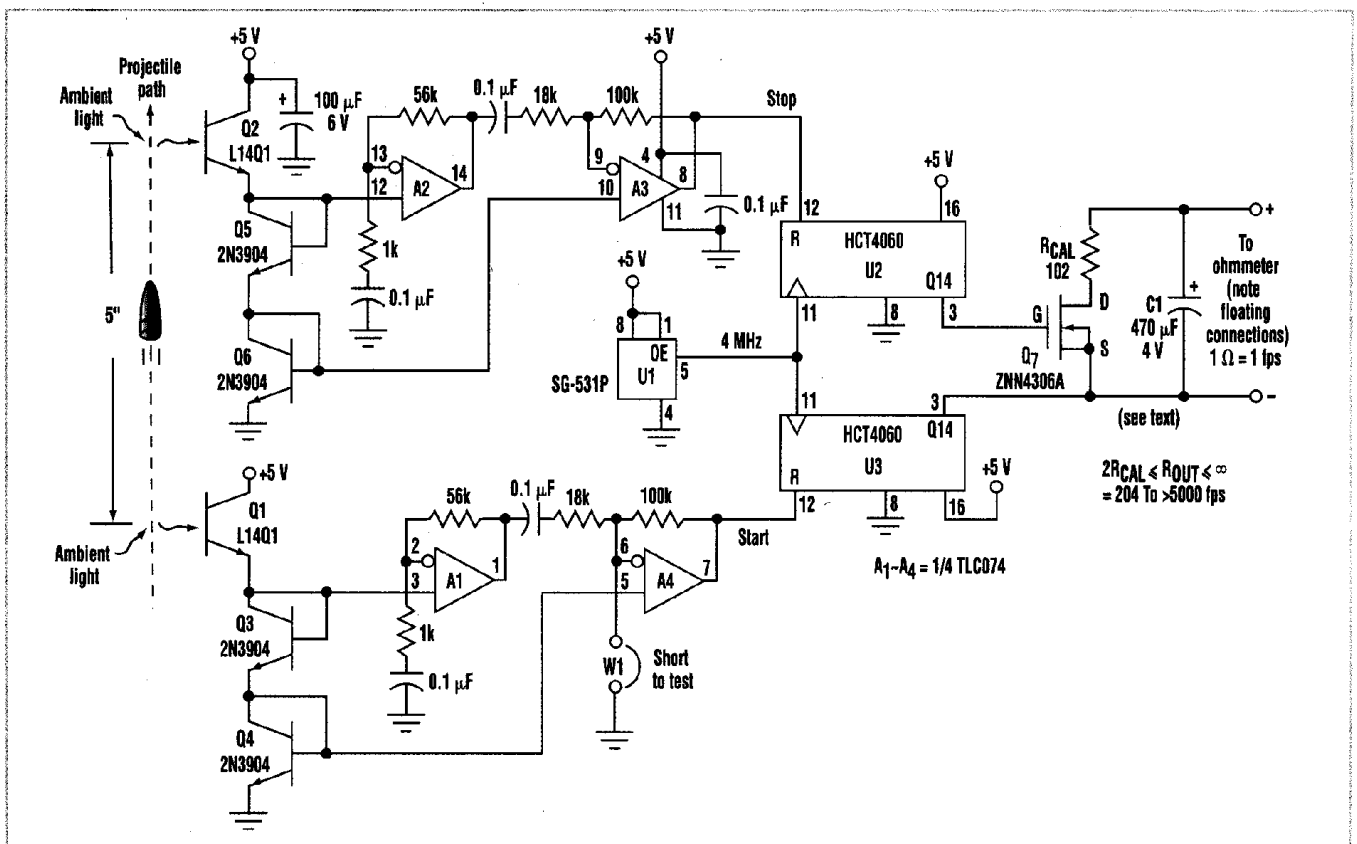 +5 V
Projectile
path
Ambient
light
+
100 µF
6 V
Q2
L14Q1
5"
Q5
2N3904
Q6
2N3904
13
12
A2
14
56k
1k
0.1 µF
0.1 µF
18k
100k
9
10
A3
4
8
11
+5 V
0.1 µF
Stop
12
R
HCT4060
U2
Q14
16
+5 V
11
8
3
+5 V
8
1
OE
U1
5
4
SG-531P
4 MHz
G
D
S
Q7
ZNN4306A
RCAL
102
+
C1
470 µF
4 V
+
To
ohmmeter
(note
floating
connections)
1 Ω = 1 fps
–
(see text)
11
3
HCT4060
Q14
U3
R
12
8
16
+5 V
2RCAL ≤ ROUT ≤ ∞
= 204 To >5000 fps
+5 V
Q1
L14Q1
Ambient
light
Q3
2N3904
Q4
2N3904
2
3
A1
1
56k
1k
0.1 µF
0.1 µF
18k
100k
6
5
A4
7
Start
W1
Short
to test
A1~A4 = 1/4 TLC074